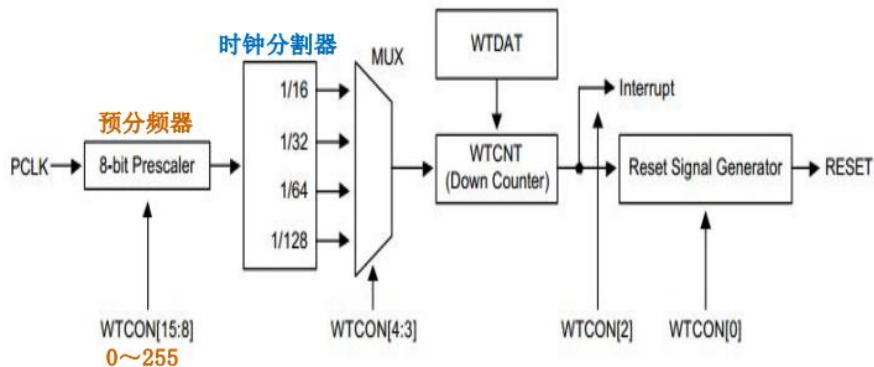 时钟分割器
MUX
WTDAT
1/16
Interrupt
预分频器
1/32
PCLK
8-bit Prescaler
WTCNT
(Down Counter)
Reset Signal Generator
RESET
1/64
1/128
WTCON[15:8]
WTCON[4:3]
WTCON[2]
WTCON[0]
0～255